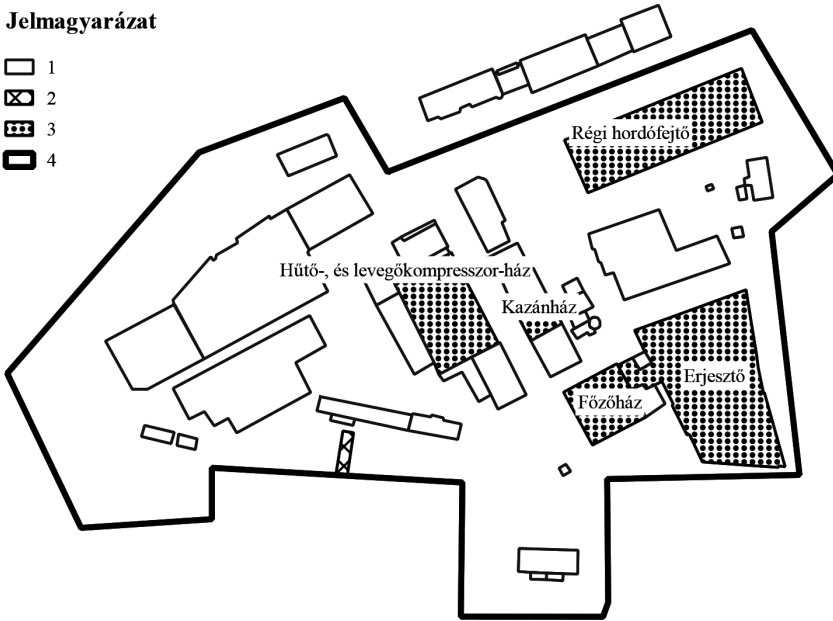 Jelmagyarázat
1
2
3
4
Régi hordófejtő
Hűtő-, és levegőkompresszor-ház
Kazánház
Erjesztő
Főzőház